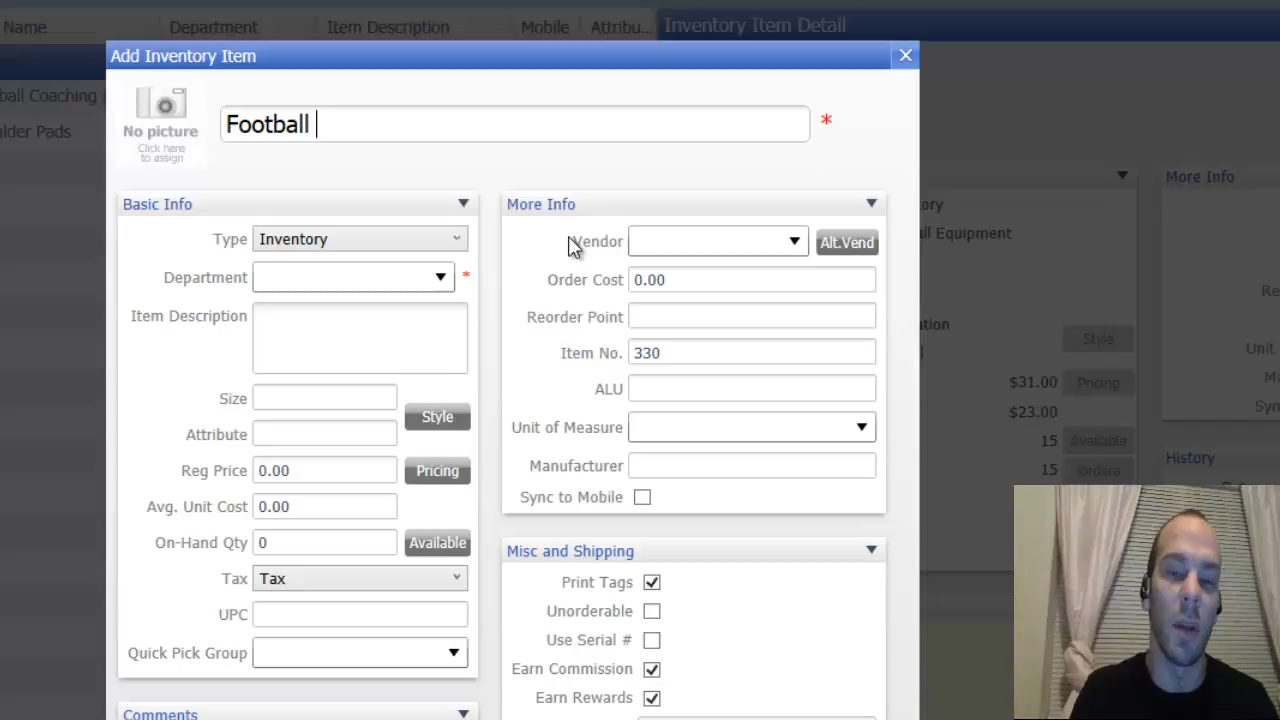 Name Department Item Description Mobile Attribu... Inventory Item Detail
Add Inventory Item
ball Coaching
lder Pads
No picture
Click here
to assign
Football
*
Basic Info
Type Inventory
Department *
Item Description
Size
Style
Attribute
Reg Price 0.00 Pricing
Avg. Unit Cost 0.00
On-Hand Qty 0 Available
Tax Tax
UPC
Quick Pick Group
Comments
More Info
Vendor Alt.Vend
Order Cost 0.00
Reorder Point
Item No. 330
ALU
Unit of Measure
Manufacturer
Sync to Mobile
Misc and Shipping
Print Tags
Unorderable
Use Serial #
Earn Commission
Earn Rewards
ory
ll Equipment
tion
Style
$31.00 Pricing
$23.00
15 Available
15 Orders
More Info
Re
Unit
Ma
Syn
History